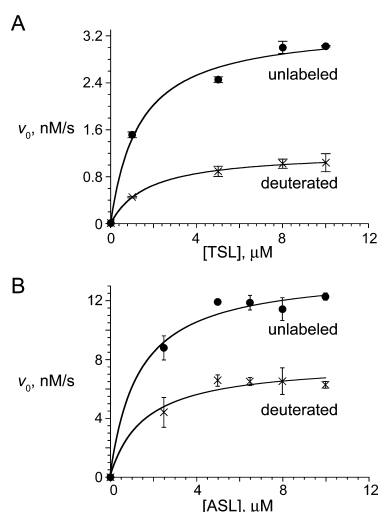 A
3.2
2.4
1.6
0.8
0
v0, nM/s
unlabeled
deuterated
0 4 8 12
[TSL], μM
B
12
8
4
0
v0, nM/s
unlabeled
deuterated
0 4 8 12
[ASL], μM